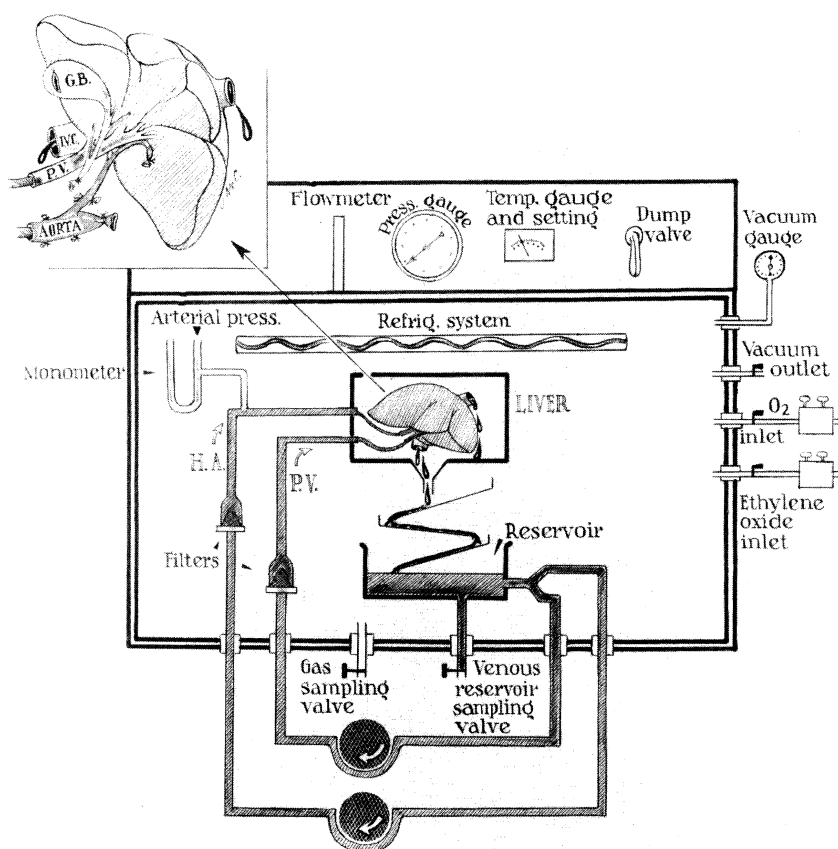 G.B.
P.V.
AORTA
Flowmeter
Press. gauge
Temp. gauge
and setting
Dump
valve
Vacuum
gauge
Arterial press.
Refrig. system
Monometer
Vacuum
outlet
LIVER
O2
inlet
H.A.
P.V.
Ethylene
oxide
inlet
Reservoir
Filters
Gas
sampling
valve
Venous
reservoir
sampling
valve